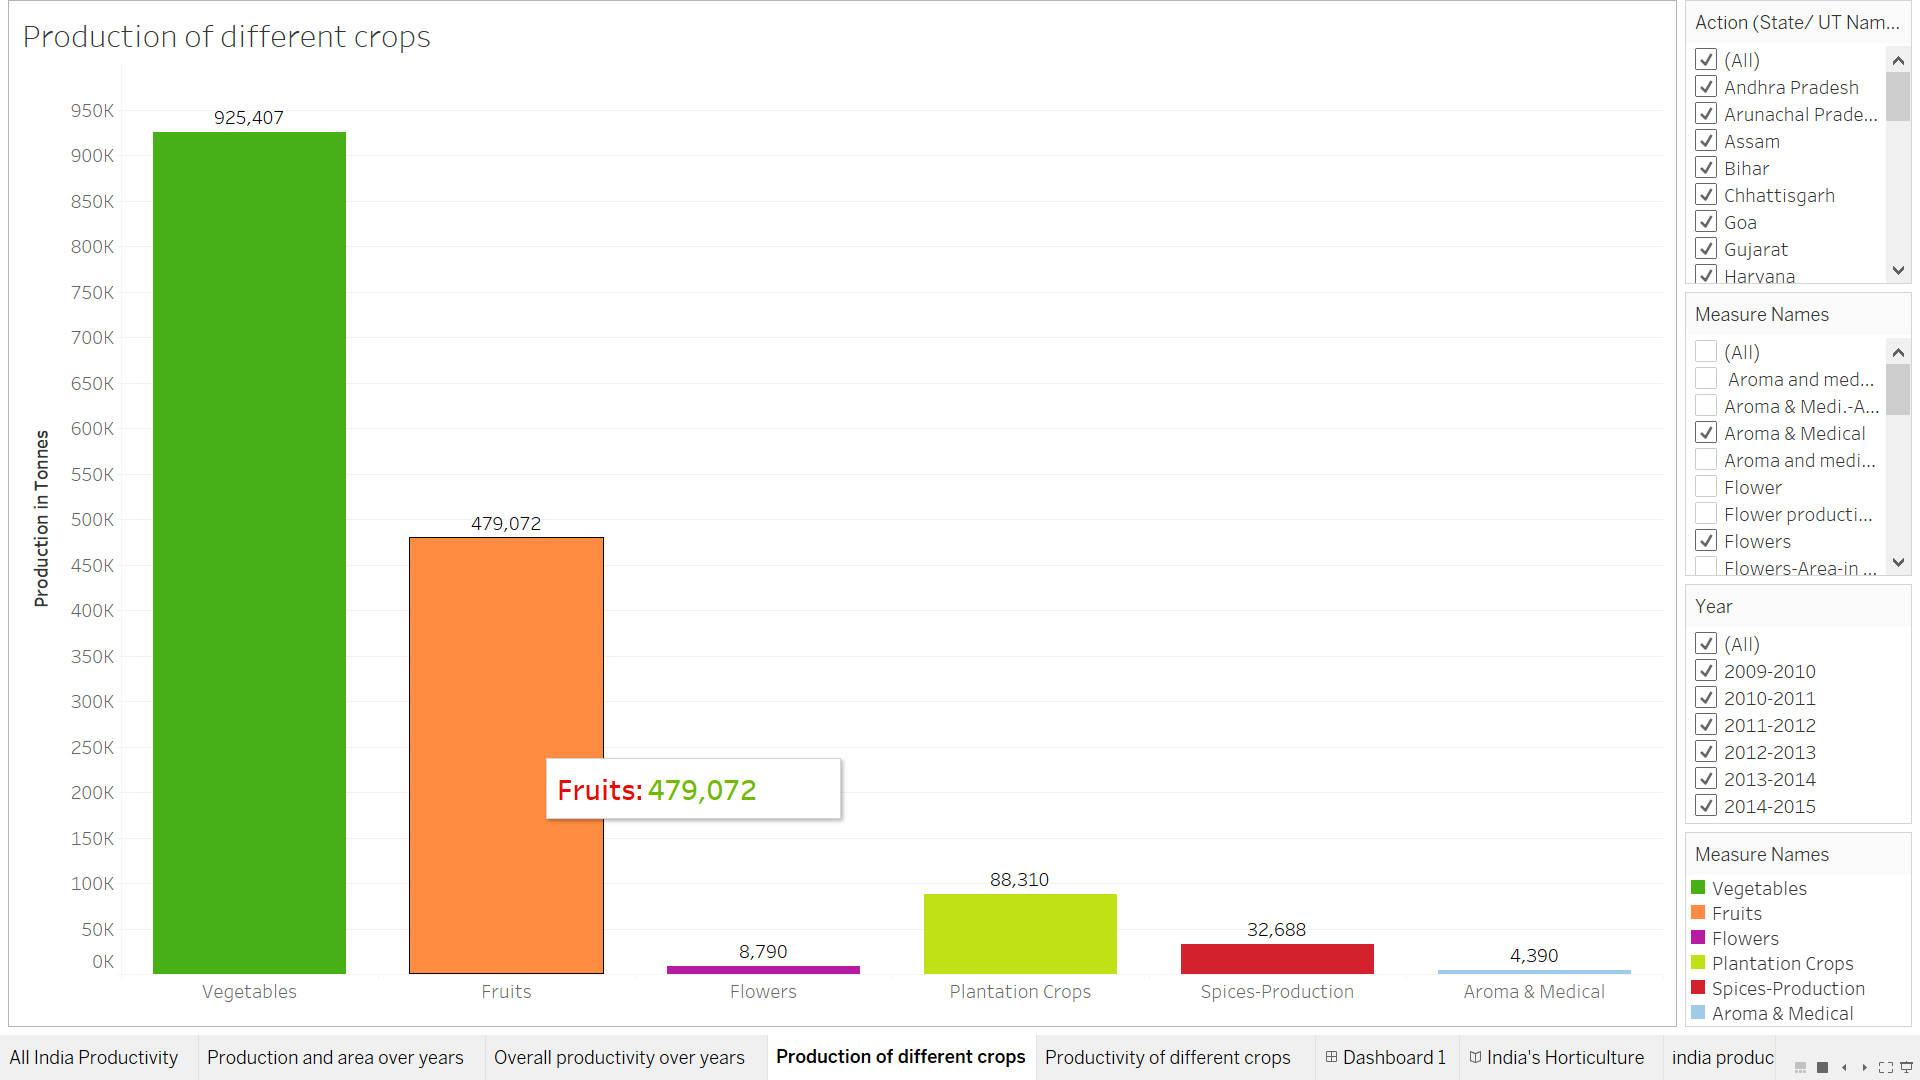 Production of different crops
Production in Tonnes
950K
900K
850K
800K
750K
700K
650K
600K
550K
500K
450K
400K
350K
300K
250K
200K
150K
100K
50K
0K
925,407
479,072
8,790
88,310
32,688
4,390
Fruits: 479,072
Vegetables
Fruits
Flowers
Plantation Crops
Spices-Production
Aroma & Medical
Action (State/ UT Nam...
(All)
Andhra Pradesh
Arunachal Prade...
Assam
Bihar
Chhattisgarh
Goa
Gujarat
Haryana
Measure Names
(All)
Aroma and med...
Aroma & Medi.-A...
Aroma & Medical
Aroma and medi...
Flower
Flower producti...
Flowers
Flowers-Area-in ...
Year
(All)
2009-2010
2010-2011
2011-2012
2012-2013
2013-2014
2014-2015
Measure Names
Vegetables
Fruits
Flowers
Plantation Crops
Spices-Production
Aroma & Medical
All India Productivity
Production and area over years
Overall productivity over years
Production of different crops
Productivity of different crops
Dashboard 1
India's Horticulture
india produc